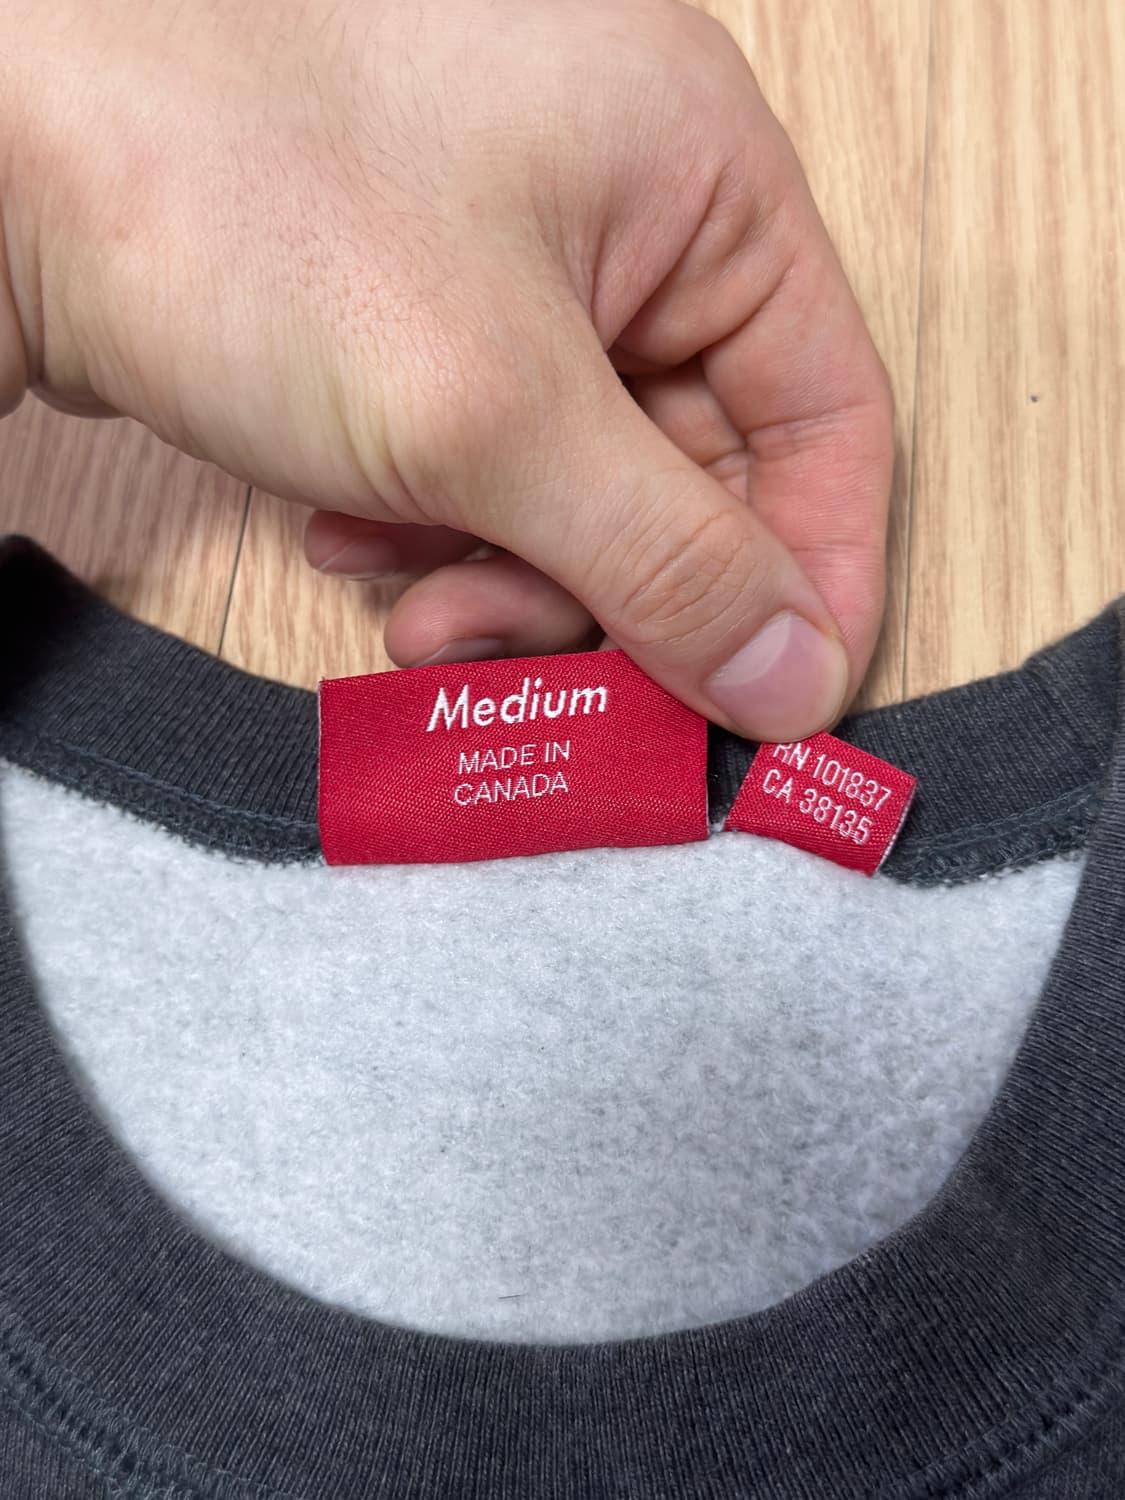 Medium
MADE IN
CANADA
RN 101837
CA 38135